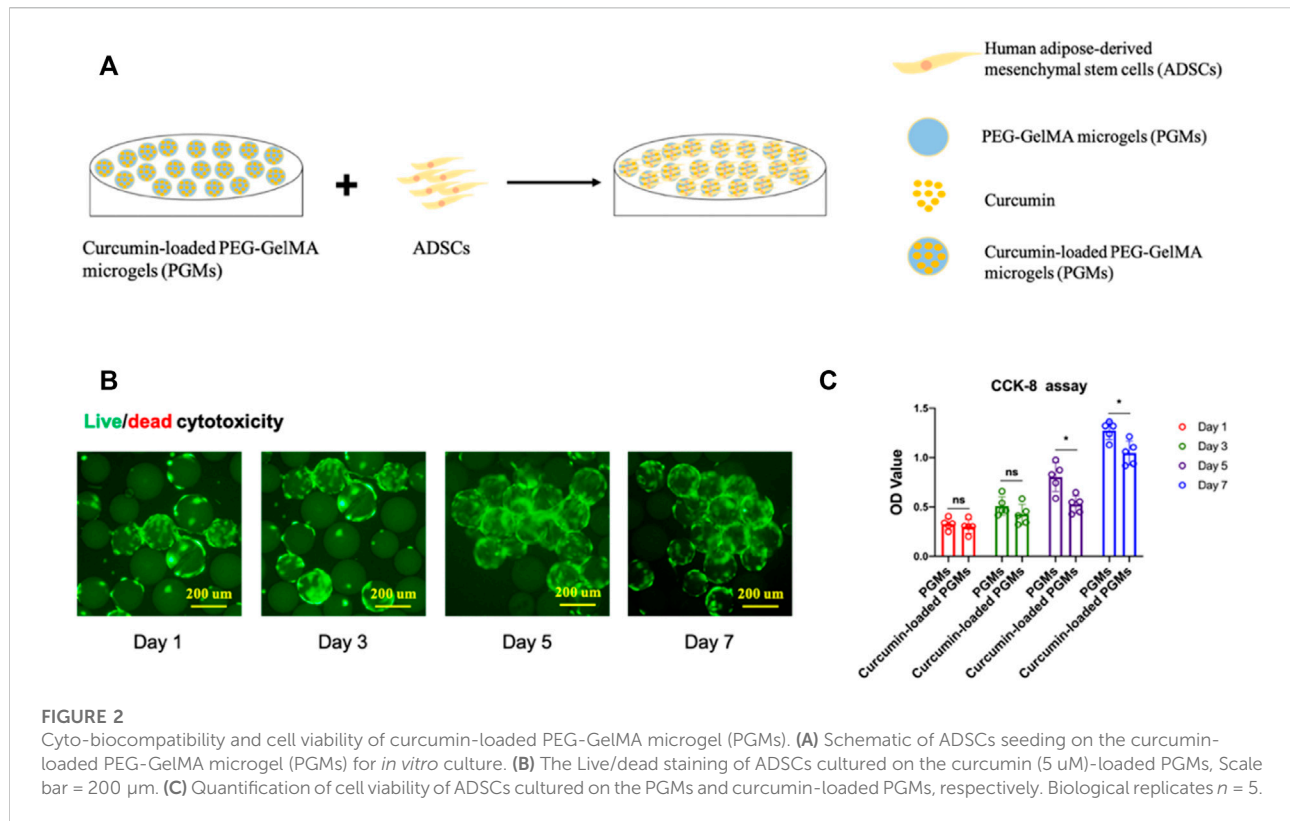 A
Human adipose-derived
mesenchymal stem cells (ADSCs)
PEG-GelMA microgels (PGMs)
Curcumin
Curcumin-loaded PEG-GelMA
microgels (PGMs)
+
Curcumin-loaded PEG-GelMA
microgels (PGMs)
ADSCs
B
Live/dead cytotoxicity
200 um
200 um
200 um
200 um
Day 1
Day 3
Day 5
Day 7
C
CCK-8 assay
OD Value
1.5
1.0
0.5
0.0
ns
ns
*
*
PGMs
Curcumin-loaded PGMs
PGMs
Curcumin-loaded PGMs
PGMs
Curcumin-loaded PGMs
PGMs
Curcumin-loaded PGMs
Day 1
Day 3
Day 5
Day 7
FIGURE 2
Cyto-biocompatibility and cell viability of curcumin-loaded PEG-GelMA microgel (PGMs). (A) Schematic of ADSCs seeding on the curcumin-
loaded PEG-GelMA microgel (PGMs) for in vitro culture. (B) The Live/dead staining of ADSCs cultured on the curcumin (5 uM)-loaded PGMs, Scale
bar = 200 μm. (C) Quantification of cell viability of ADSCs cultured on the PGMs and curcumin-loaded PGMs, respectively. Biological replicates n = 5.